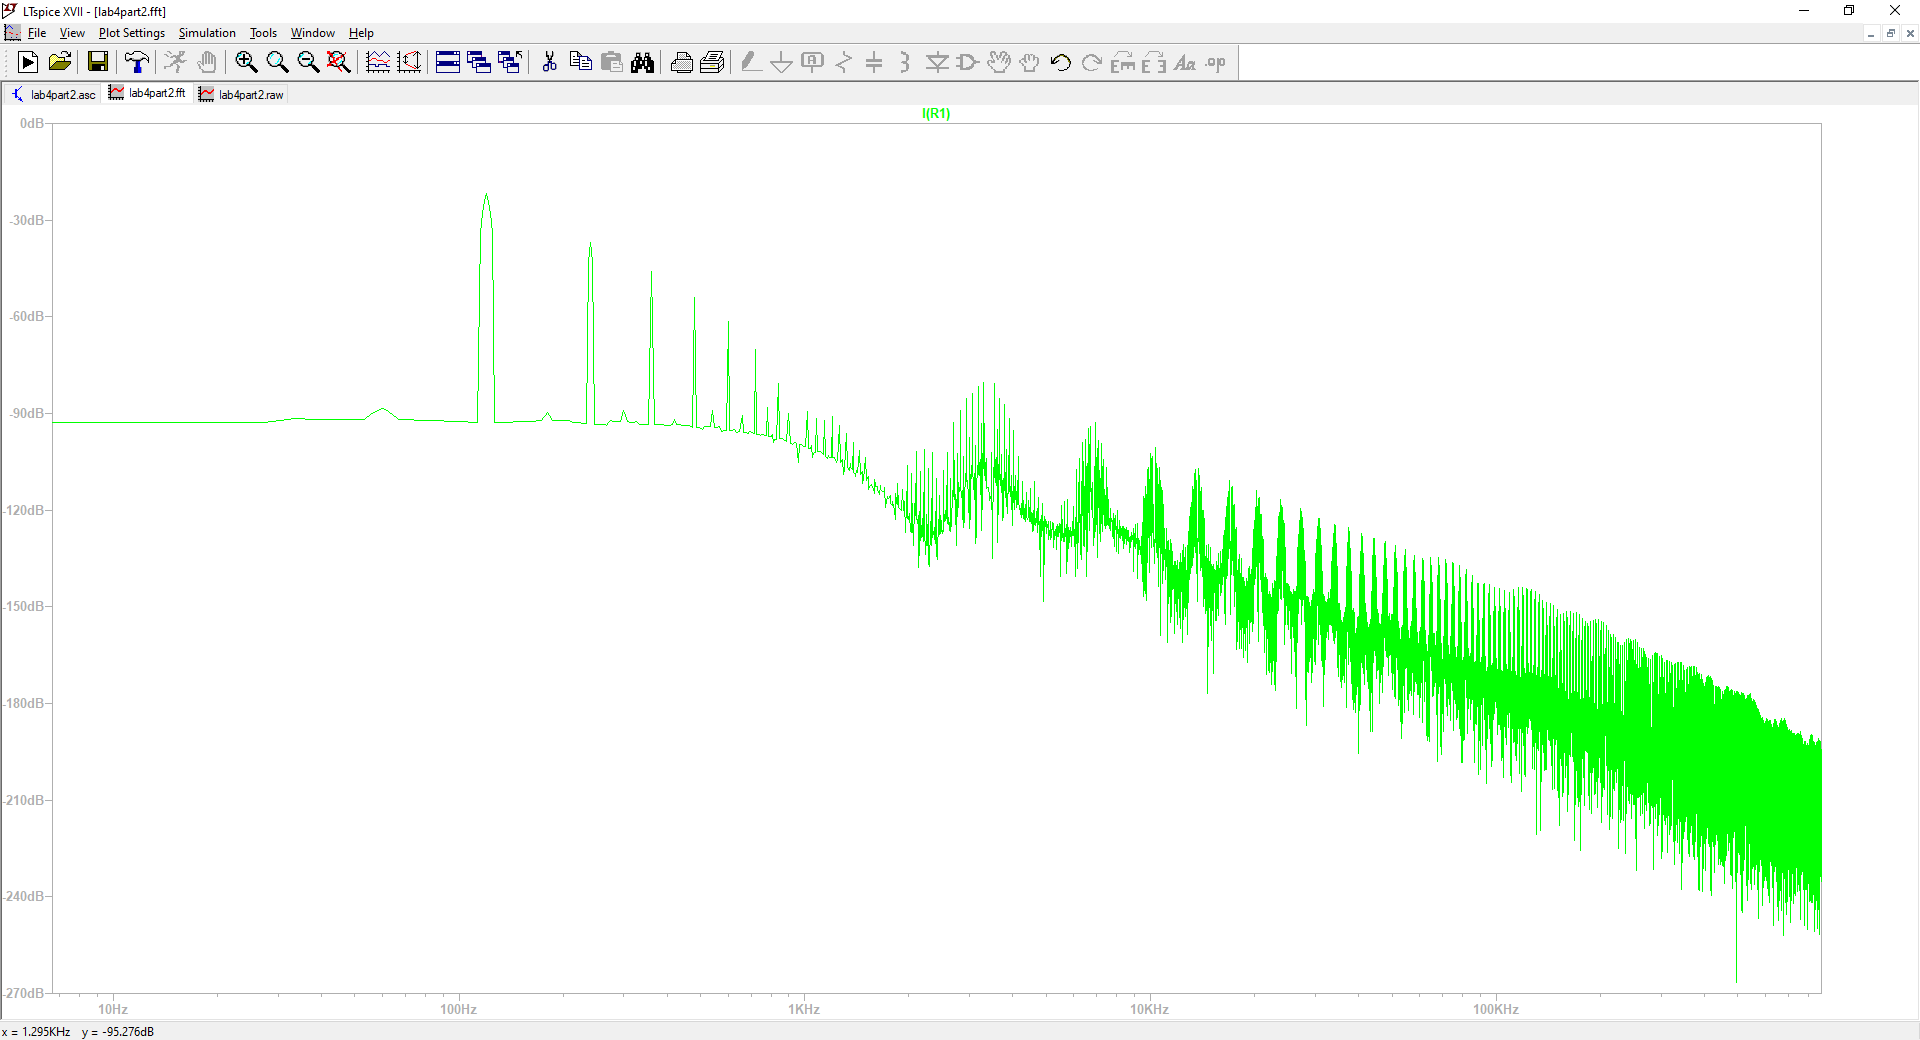 LTspice XVII - [lab4part2.fft]
File View Plot Settings Simulation Tools Window Help
lab4part2.asc lab4part2.fft lab4part2.raw
I(R1)
0dB
-30dB
-60dB
-90dB
-120dB
-150dB
-180dB
-210dB
-240dB
-270dB
10Hz 100Hz 1KHz 10KHz 100KHz
x = 1.295KHz y = -95.276dB